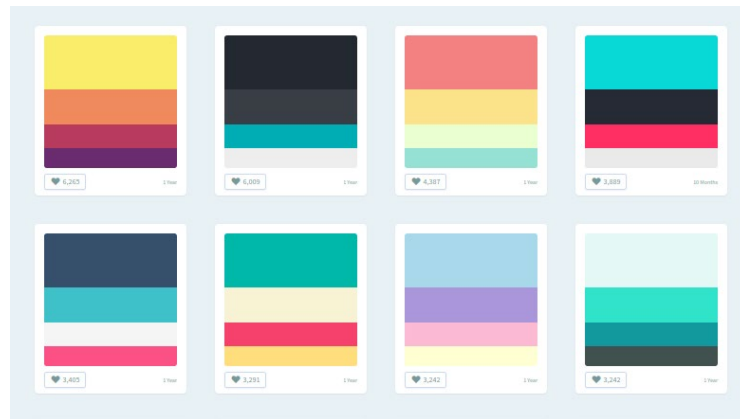 6,265
1 Year
6,009
1 Year
4,387
1 Year
3,889
10 Months
3,405
1 Year
3,291
1 Year
3,242
1 Year
3,242
1 Year